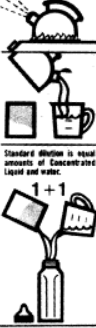 Standard dilution is equal
amounts of Concentrated
Liquid and water.
1+1